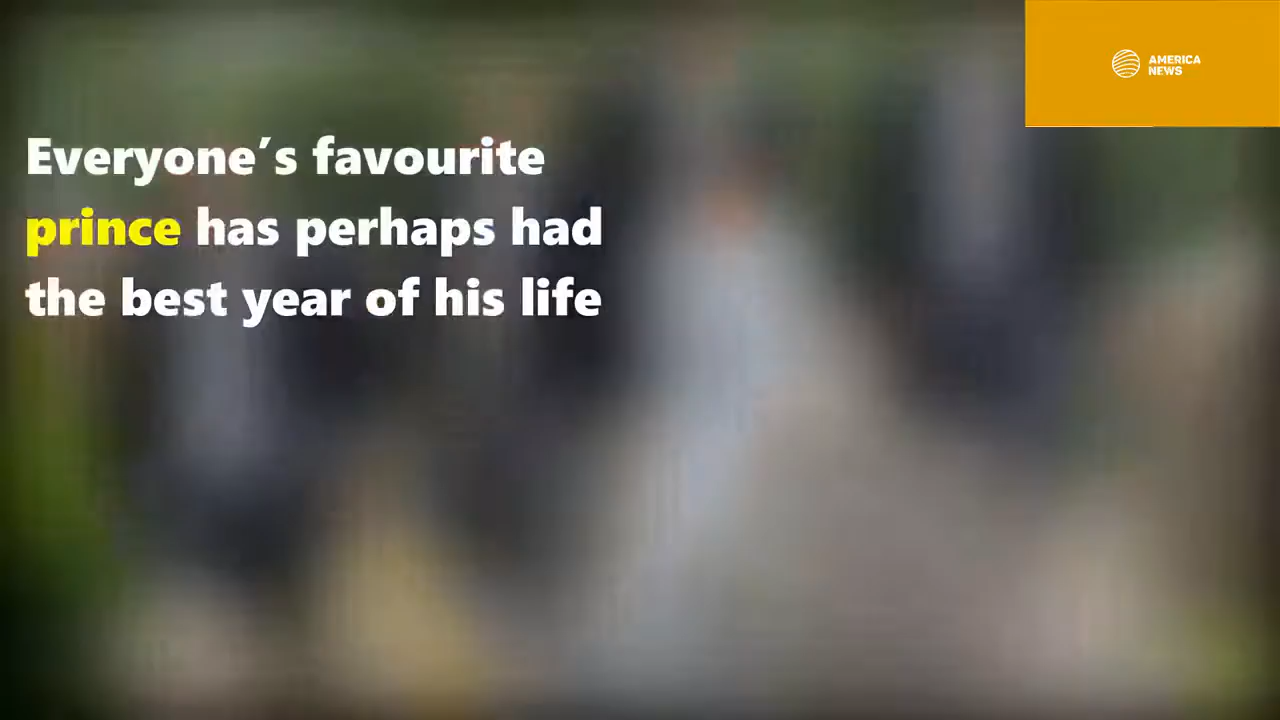 AMERICA
NEWS
Everyone´s favourite
prince has perhaps had
the best year of his life